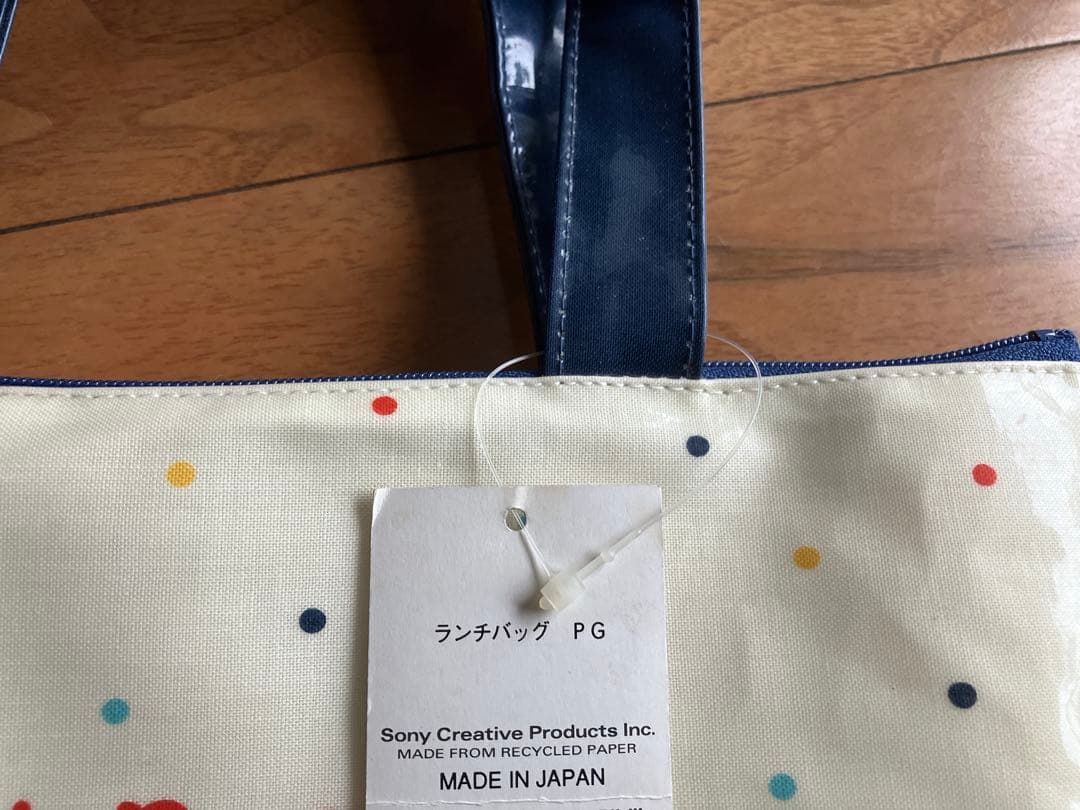 ランチバッグ　ＰＧ
Sony Creative Products Inc.
MADE FROM RECYCLED PAPER
MADE IN JAPAN